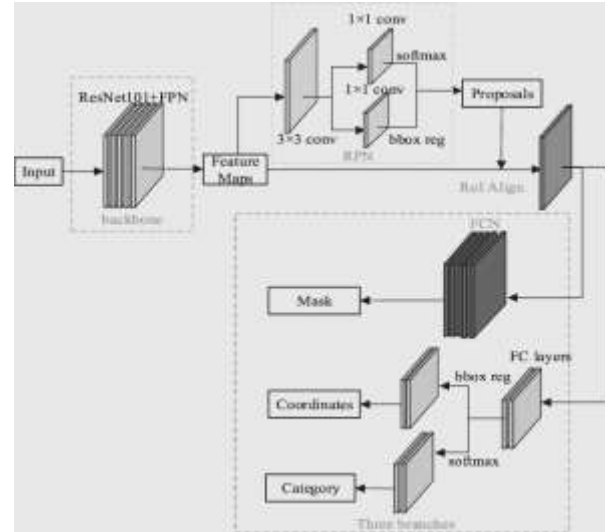 1×1 conv
softmax
ResNet101+FPN
1×1 conv
Proposals
3×3 conv
bbox reg
RPN
Input
Feature
Maps
RoI Align
backbone
FCN
Mask
FC layers
bbox reg
Coordinates
softmax
Category
Three branches